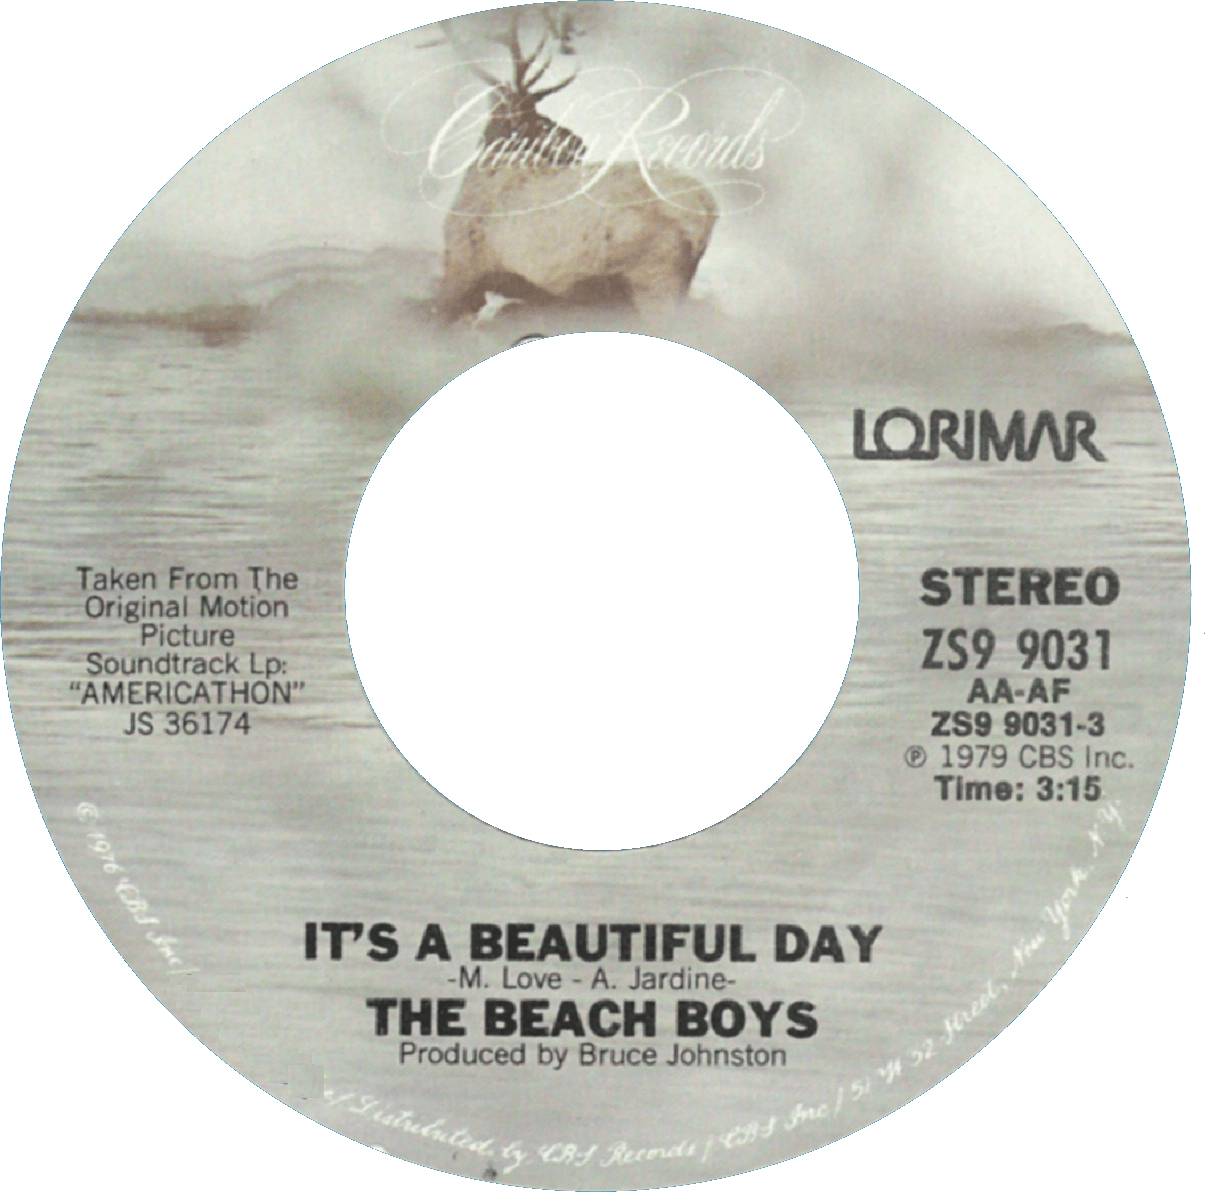 Caribou Records
LORIMAR
Taken From The
Original Motion
Picture
Soundtrack Lp:
"AMERICATHON"
JS 36174
STEREO
ZS9 9031
AA-AF
ZS9 9031-3
℗ 1979 CBS Inc.
Time: 3:15
IT'S A BEAUTIFUL DAY
-M. Love - A. Jardine-
THE BEACH BOYS
Produced by Bruce Johnston
© 1976 CBS Inc/
/ Distributed by CBS Records / CBS Inc / 51 W 52 Street, New York, N.Y.